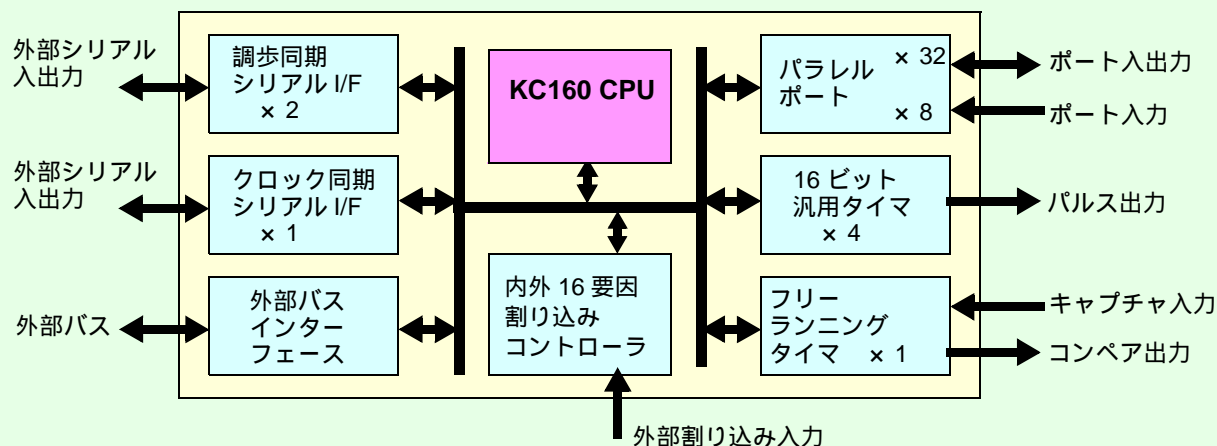 外部シリアル
入出力
調歩同期
シリアル I/F
× 2
KC160 CPU
パラレル
ポート
× 32
× 8
ポート入出力
ポート入力
外部シリアル
入出力
クロック同期
シリアル I/F
× 1
16 ビット
汎用タイマ
× 4
パルス出力
外部バス
外部バス
インター
フェース
内外 16 要因
割り込み
コントローラ
フリー
ランニング
タイマ × 1
キャプチャ入力
コンペア出力
外部割り込み入力